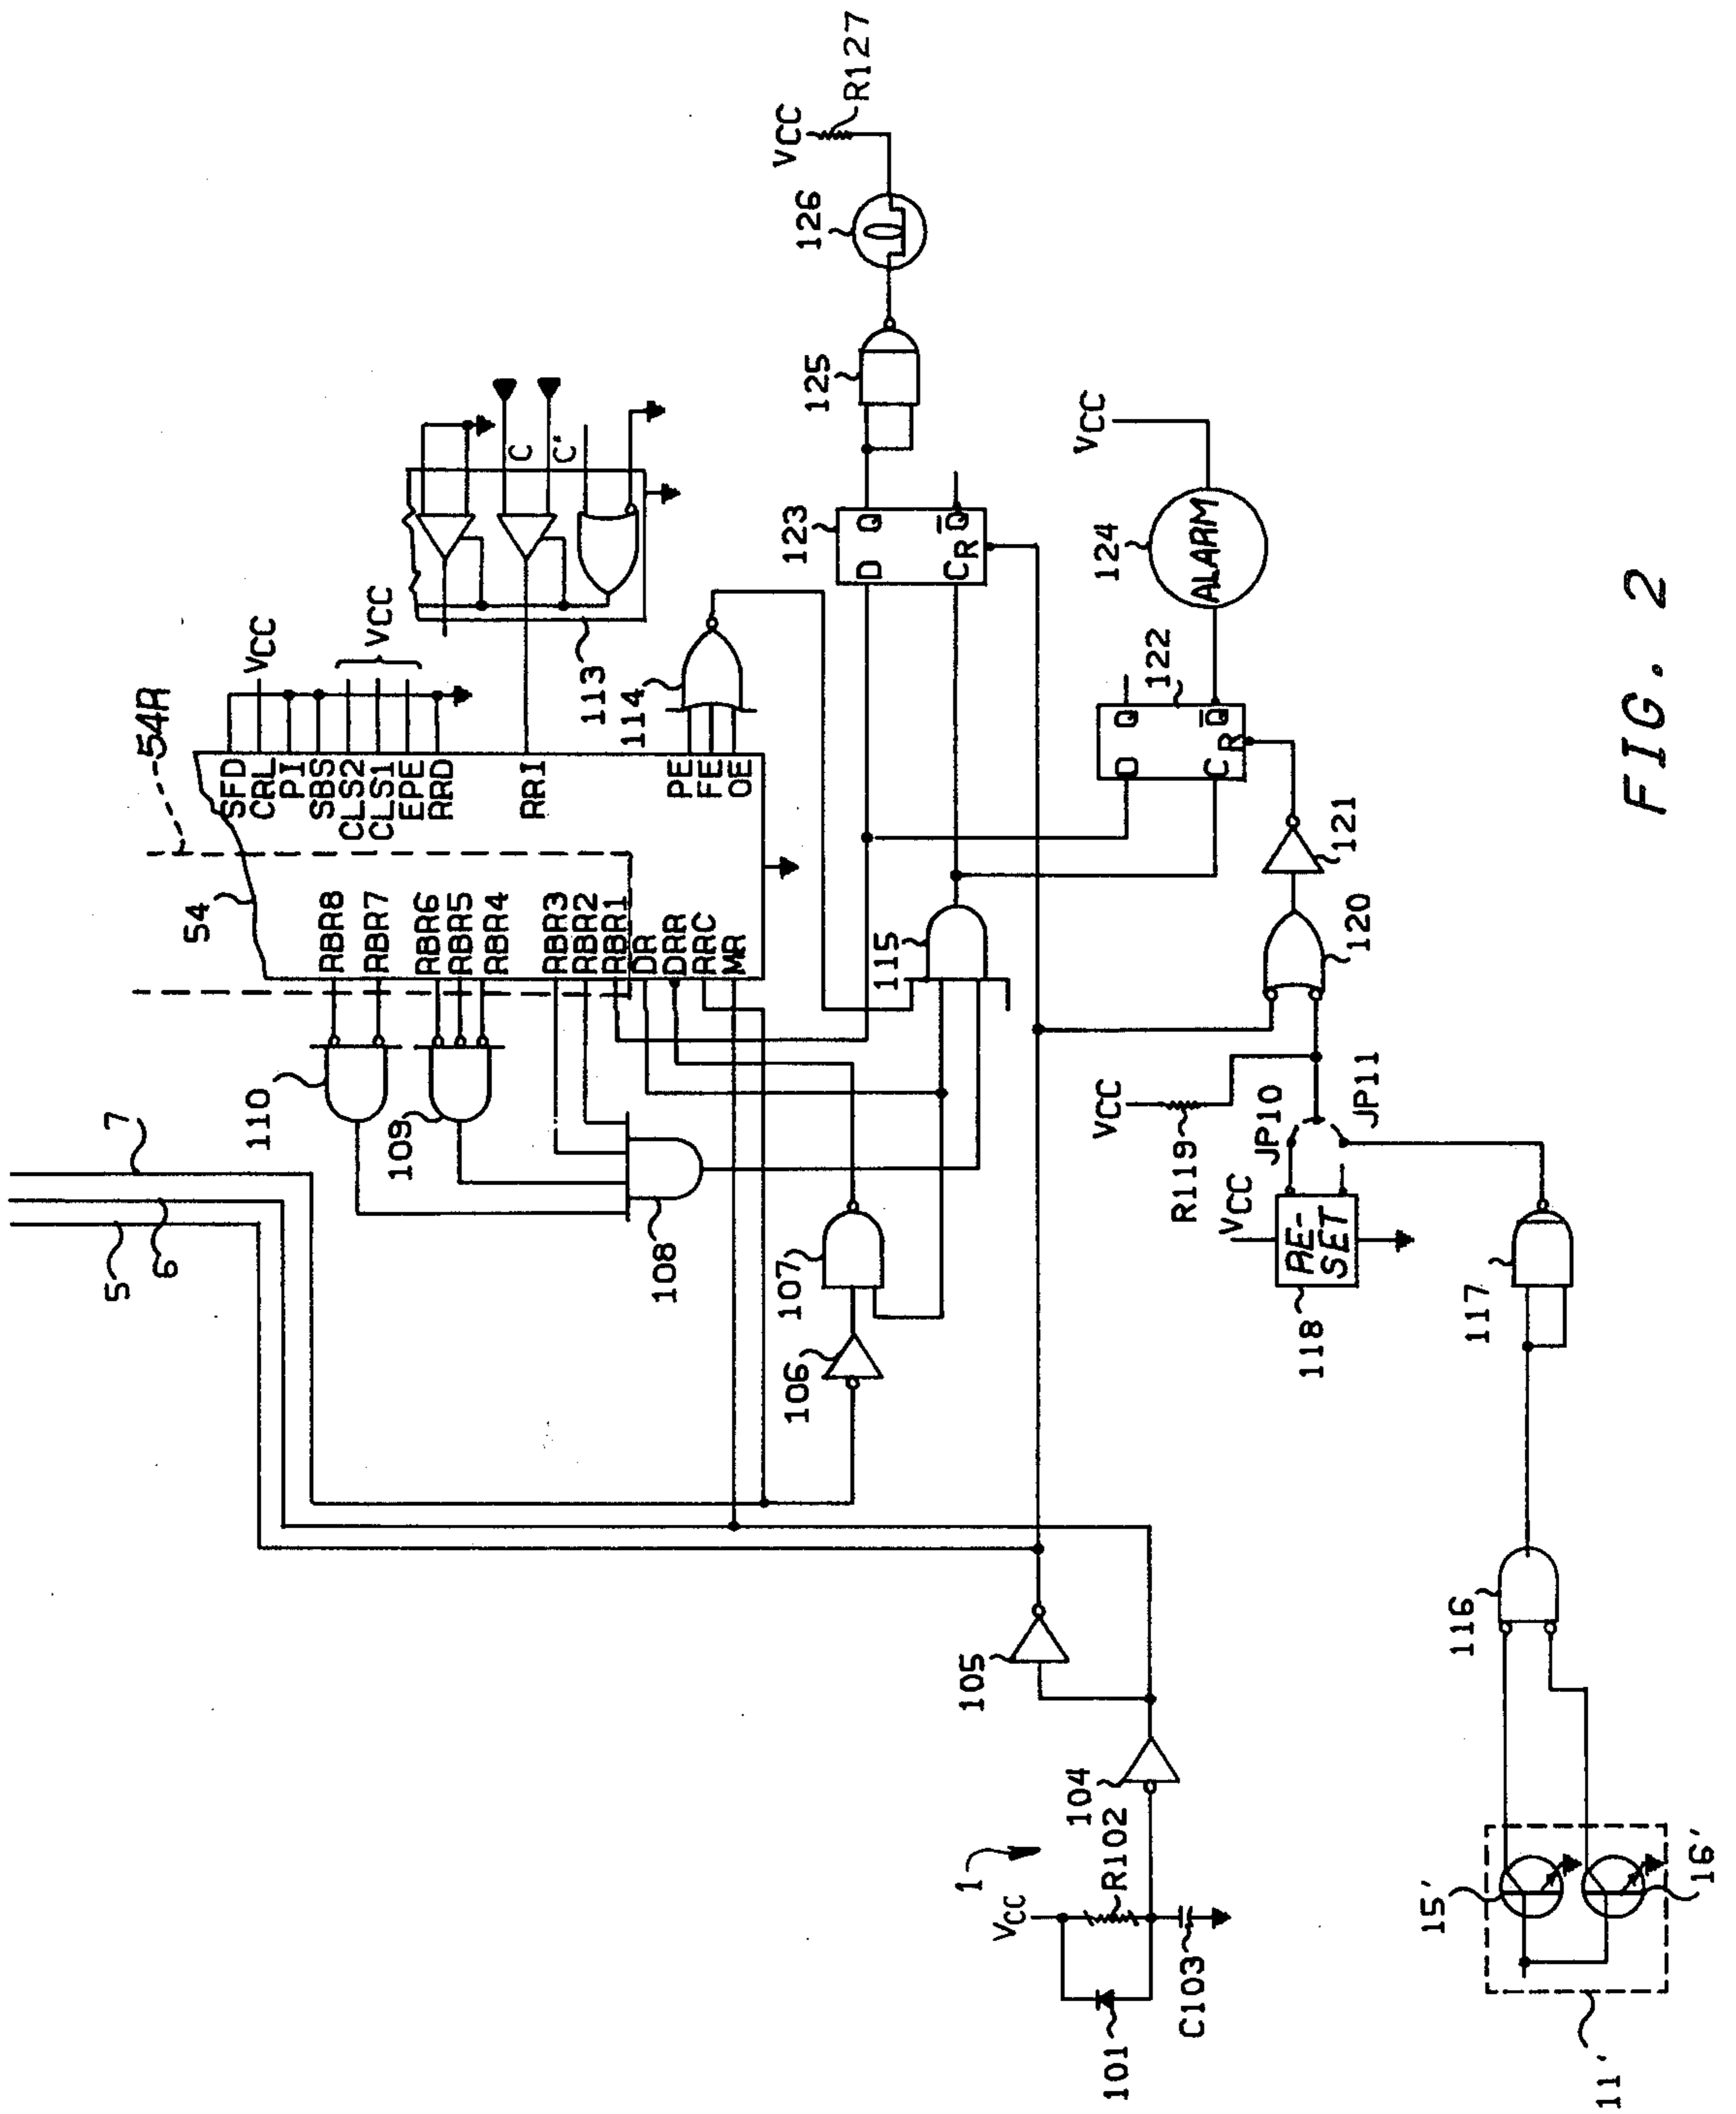 54R
54
SFD
CRL
PI
SBS
CLS2
CLS1
EPE
RRD
RRI
PE
FE
OE
VCC
VCC
RBR8
RBR7
RBR6
RBR5
RBR4
RBR3
RBR2
RBR1
DR
DRR
RRC
MR
C
C'
113
114
110
109
108
107
106
7
6
5
115
123
D
Q
C
Q
R
125
126
VCC
R127
122
D
Q
C
Q
R
124
ALARM
VCC
121
120
VCC
R119
JP10
JP11
VCC
RE-
SET
118
117
116
105
104
1
VCC
R102
101
C103
15'
16'
11'
FIG. 2